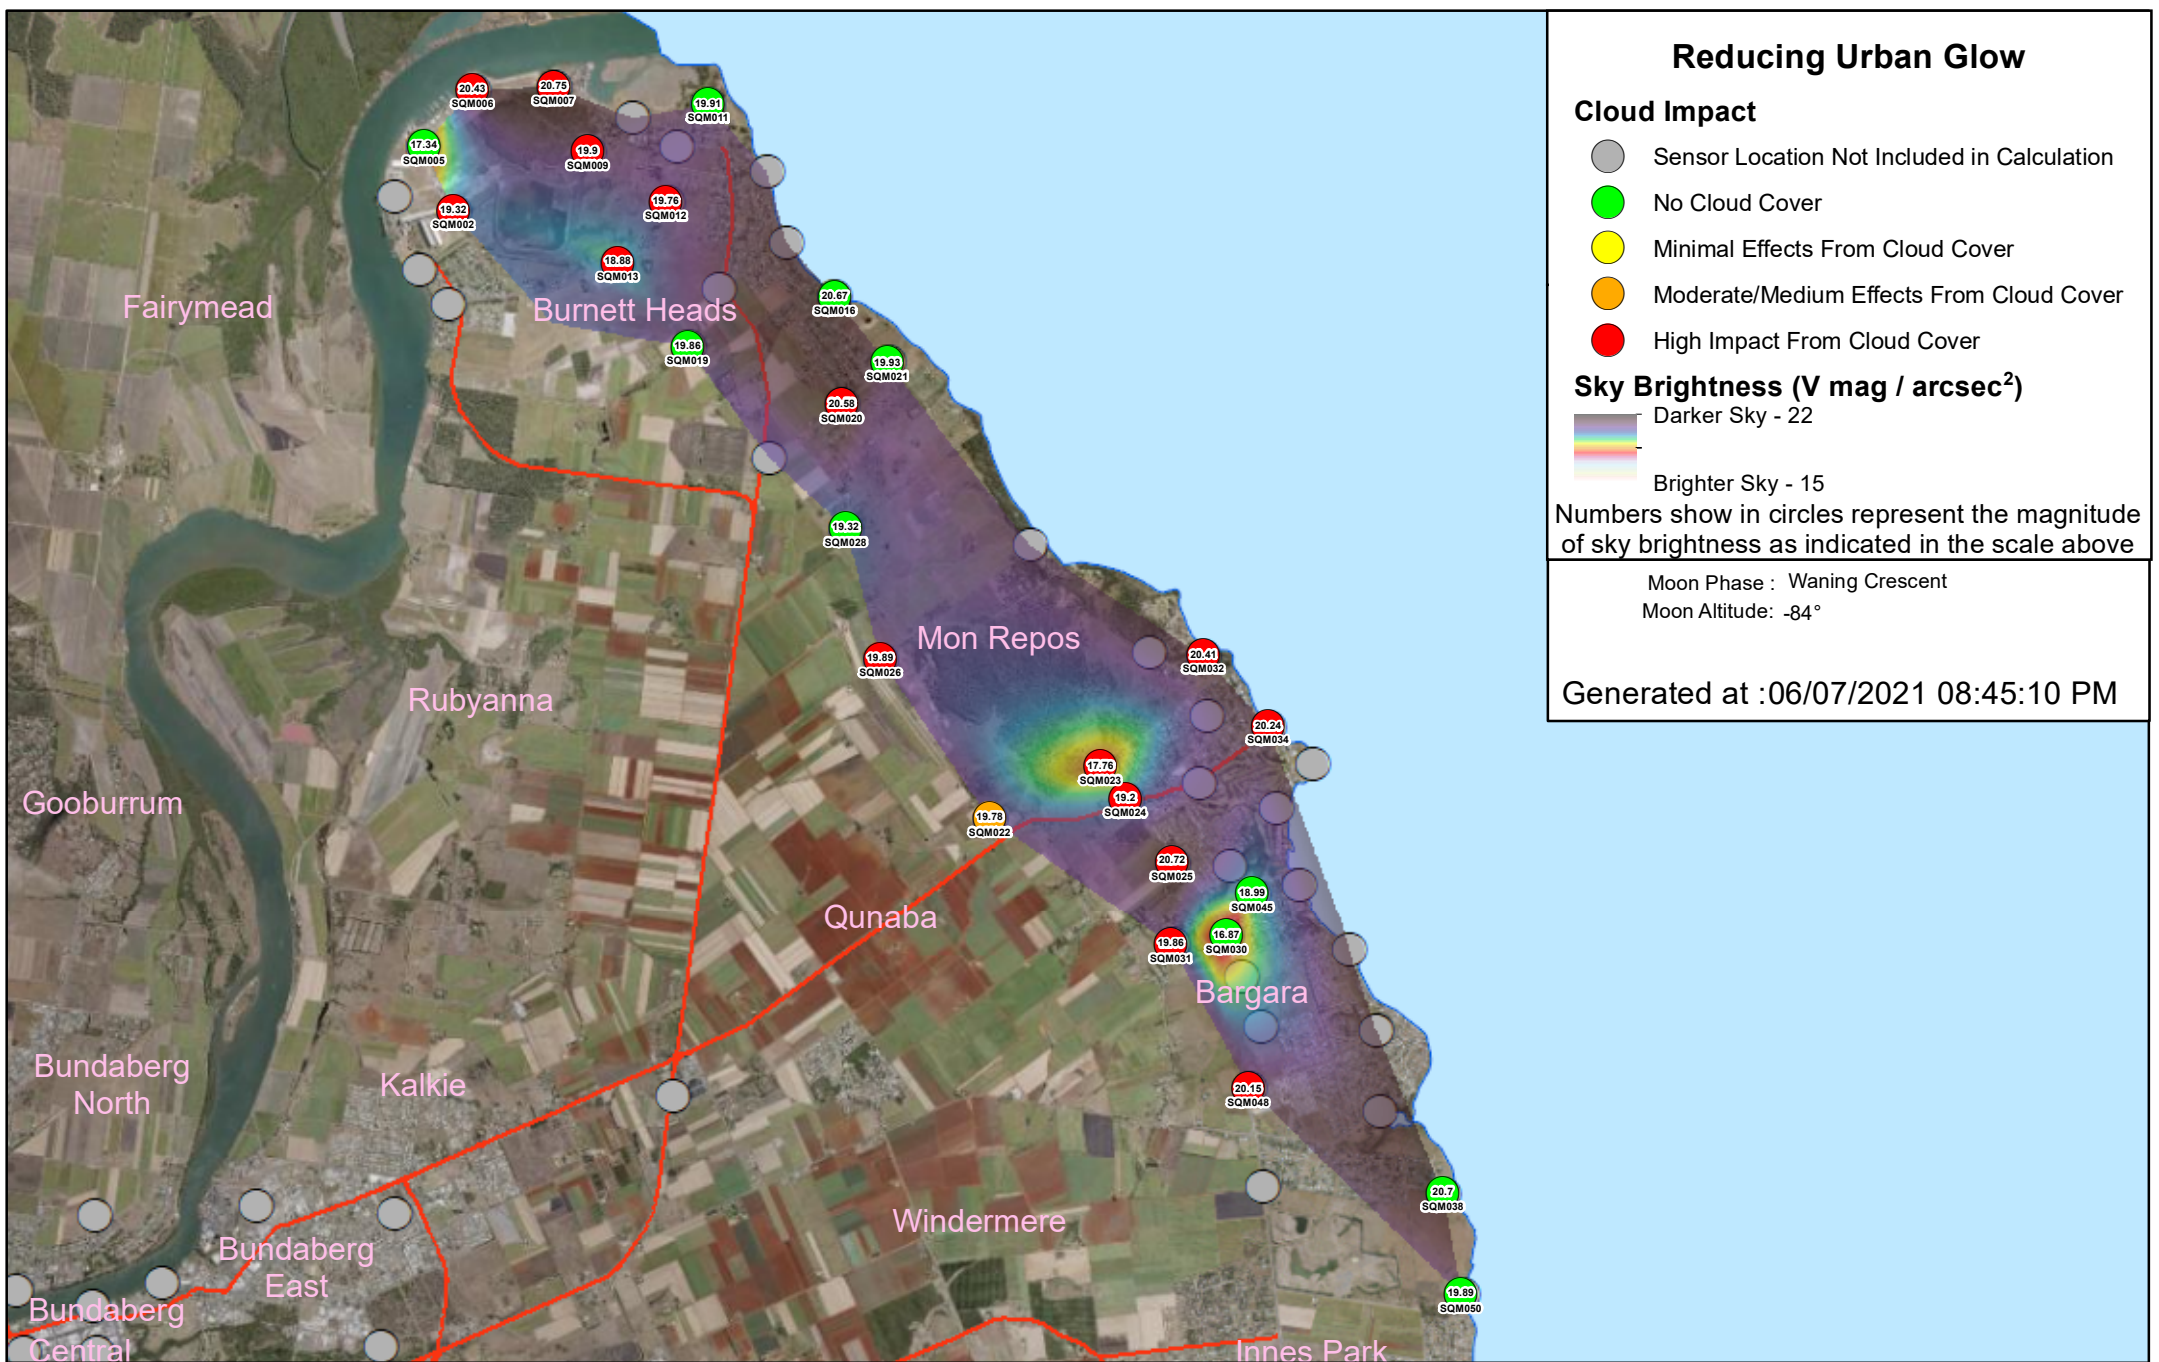 Reducing Urban Glow
Cloud Impact
Sensor Location Not Included in Calculation
No Cloud Cover
Minimal Effects From Cloud Cover
Moderate/Medium Effects From Cloud Cover
High Impact From Cloud Cover
Sky Brightness (V mag / arcsec²)
Darker Sky - 22
Brighter Sky - 15
Numbers show in circles represent the magnitude
of sky brightness as indicated in the scale above
Moon Phase : Waning Crescent
Moon Altitude: -84°
Generated at :06/07/2021 08:45:10 PM
20.43
SQM006
20.75
SQM007
19.91
SQM011
17.34
SQM005
19.9
SQM009
19.32
SQM002
19.76
SQM012
18.88
SQM013
Fairymead
Burnett Heads
20.67
SQM016
19.86
SQM019
19.93
SQM021
20.58
SQM020
19.32
SQM028
Mon Repos
19.89
SQM026
20.41
SQM032
Rubyanna
20.24
SQM034
17.76
SQM023
19.2
SQM024
Gooburrum
19.78
SQM022
20.72
SQM025
18.99
SQM045
Qunaba
16.87
SQM030
19.86
SQM031
Bargara
Bundaberg
North
Kalkie
20.15
SQM048
20.7
SQM038
Windermere
Bundaberg
East
19.89
SQM050
Bundaberg
Central
Innes Park